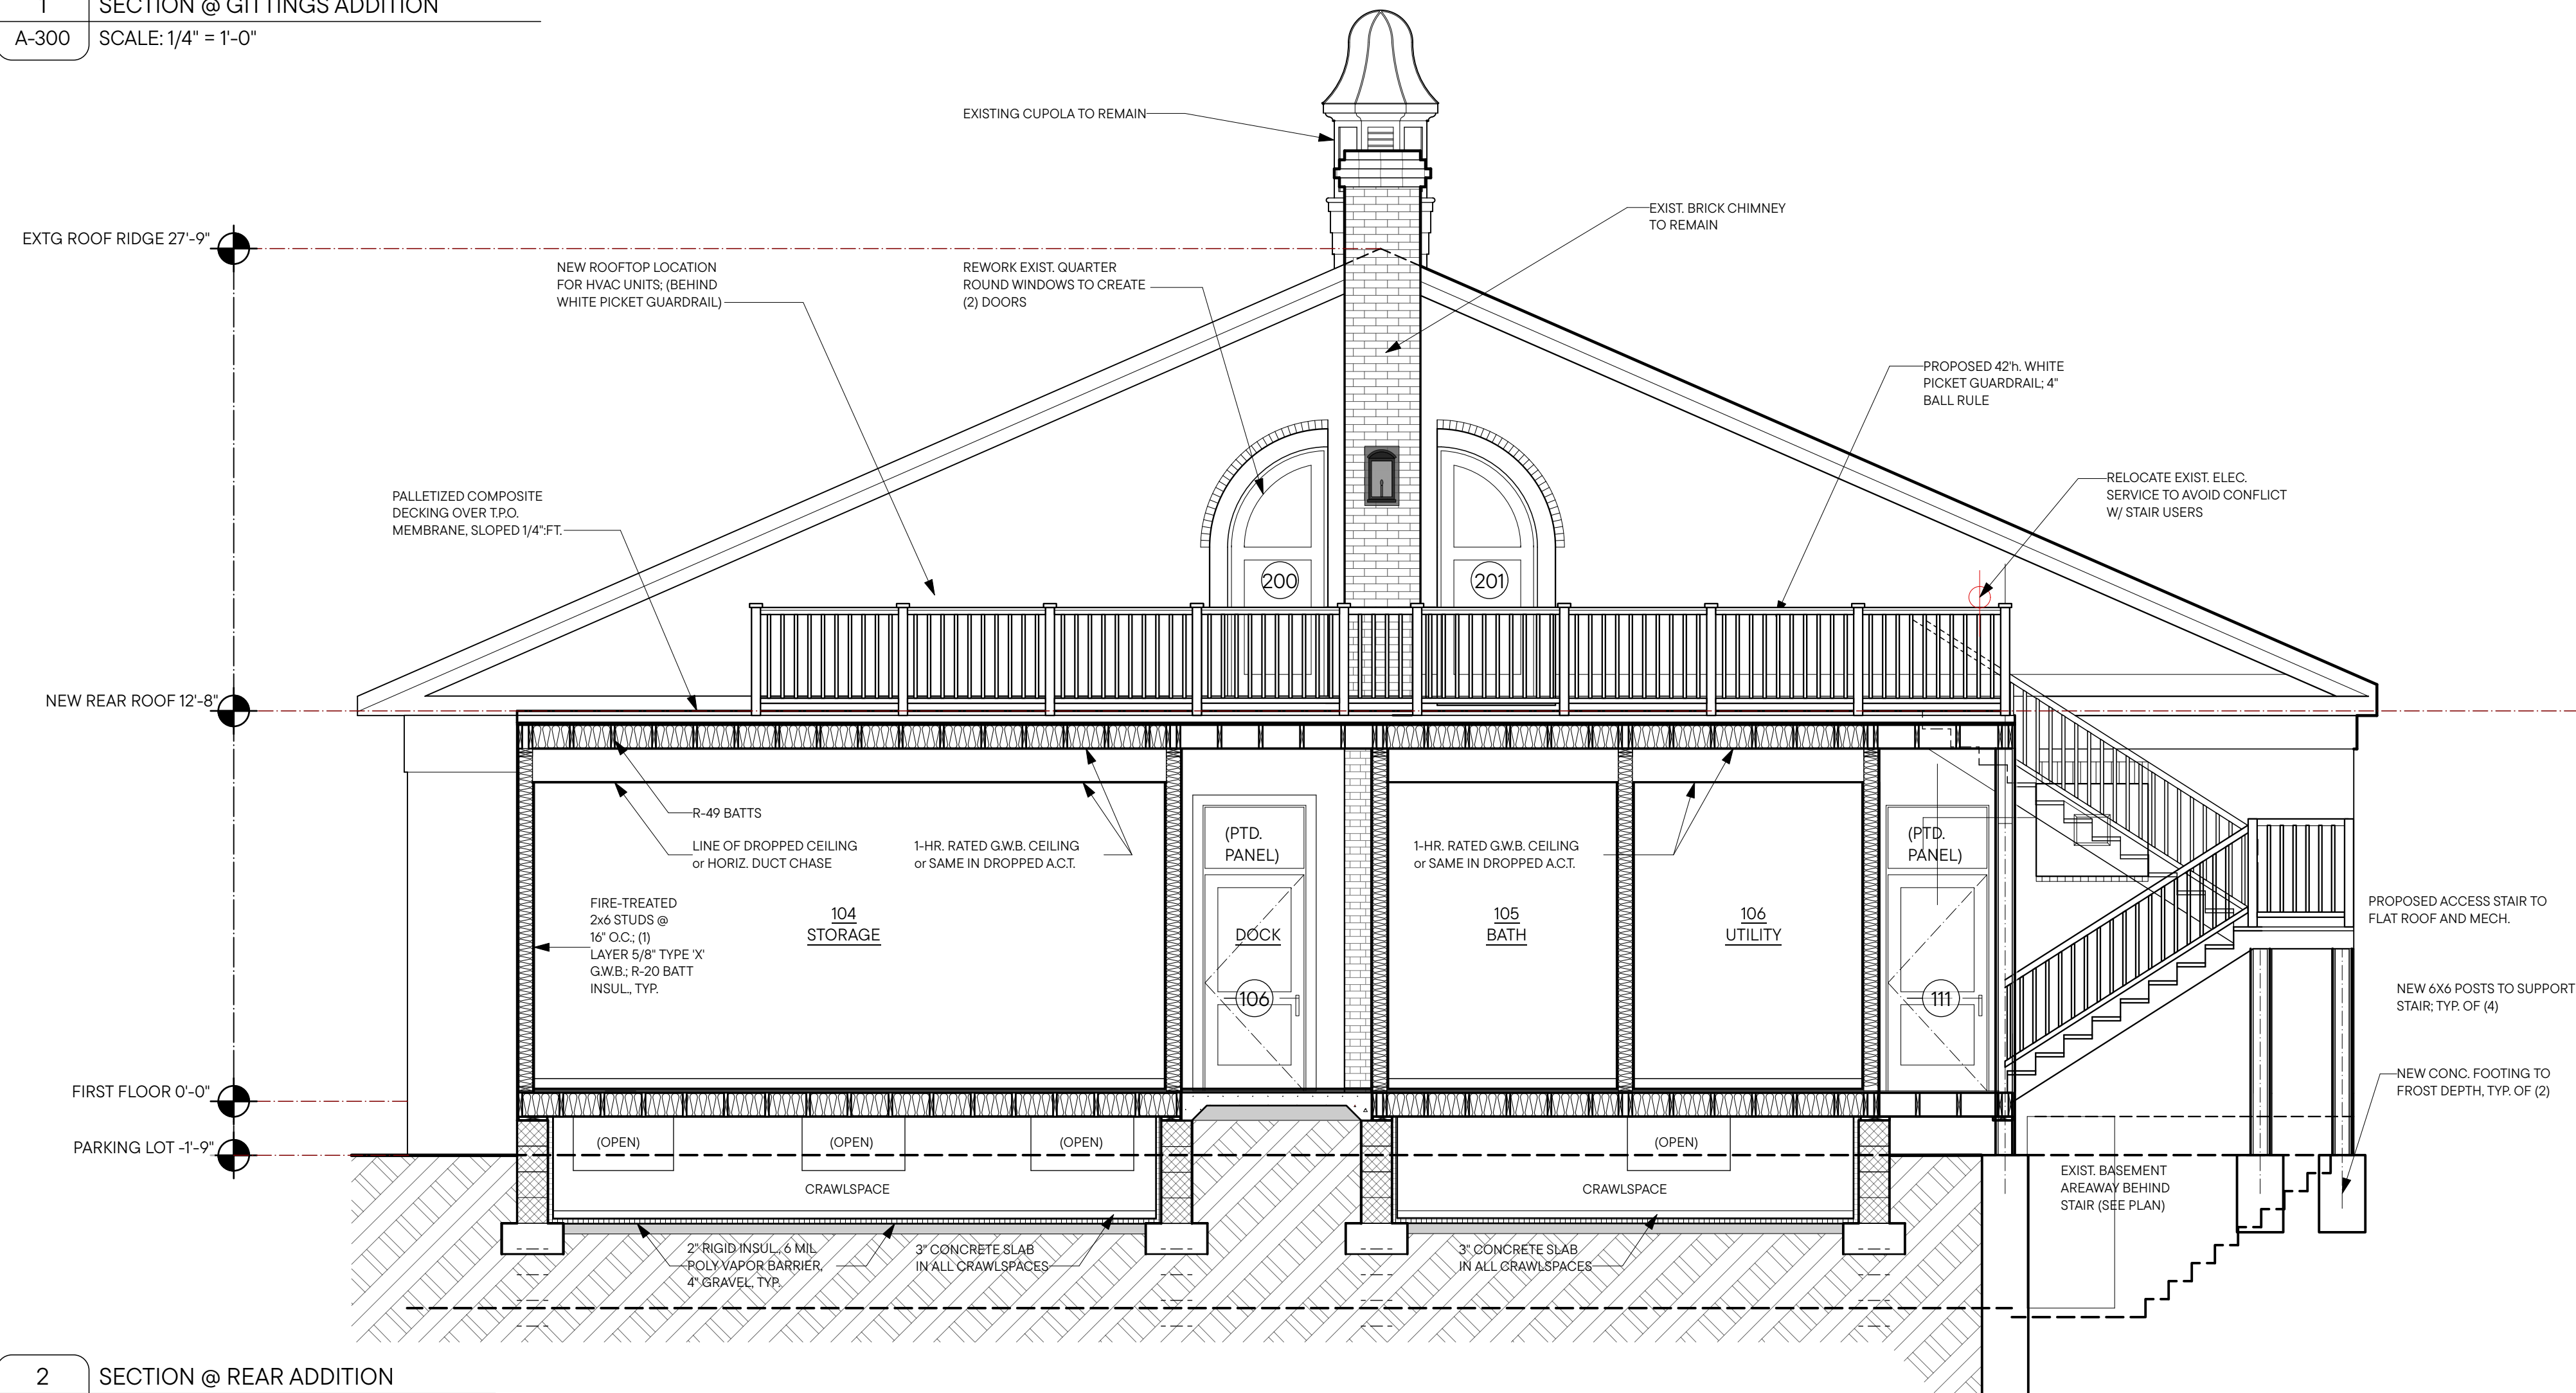 1
SECTION @ GITTINGS ADDITION
A-300
SCALE: 1/4" = 1'-0"
EXISTING CUPOLA TO REMAIN
EXIST. BRICK CHIMNEY
TO REMAIN
EXTG ROOF RIDGE 27'-9"
NEW ROOFTOP LOCATION
FOR HVAC UNITS; (BEHIND
WHITE PICKET GUARDRAIL)
REWORK EXIST. QUARTER
ROUND WINDOWS TO CREATE
(2) DOORS
PROPOSED 42'h. WHITE
PICKET GUARDRAIL; 4"
BALL RULE
PALLETIZED COMPOSITE
DECKING OVER T.P.O.
MEMBRANE, SLOPED 1/4":FT.
RELOCATE EXIST. ELEC.
SERVICE TO AVOID CONFLICT
W/ STAIR USERS
200
201
NEW REAR ROOF 12'-8"
R-49 BATTS
LINE OF DROPPED CEILING
or HORIZ. DUCT CHASE
1-HR. RATED G.W.B. CEILING
or SAME IN DROPPED A.C.T.
(PTD.
PANEL)
1-HR. RATED G.W.B. CEILING
or SAME IN DROPPED A.C.T.
(PTD.
PANEL)
FIRE-TREATED
2x6 STUDS @
16" O.C.; (1)
LAYER 5/8" TYPE 'X'
G.W.B.; R-20 BATT
INSUL., TYP.
104
STORAGE
DOCK
106
105
BATH
106
UTILITY
111
PROPOSED ACCESS STAIR TO
FLAT ROOF AND MECH.
NEW 6X6 POSTS TO SUPPORT
STAIR; TYP. OF (4)
NEW CONC. FOOTING TO
FROST DEPTH, TYP. OF (2)
FIRST FLOOR 0'-0"
PARKING LOT -1'-9"
(OPEN)
(OPEN)
(OPEN)
(OPEN)
CRAWLSPACE
CRAWLSPACE
EXIST. BASEMENT
AREAWAY BEHIND
STAIR (SEE PLAN)
2" RIGID INSUL., 6 MIL
POLY VAPOR BARRIER,
4" GRAVEL, TYP.
3" CONCRETE SLAB
IN ALL CRAWLSPACES
3" CONCRETE SLAB
IN ALL CRAWLSPACES
2
SECTION @ REAR ADDITION